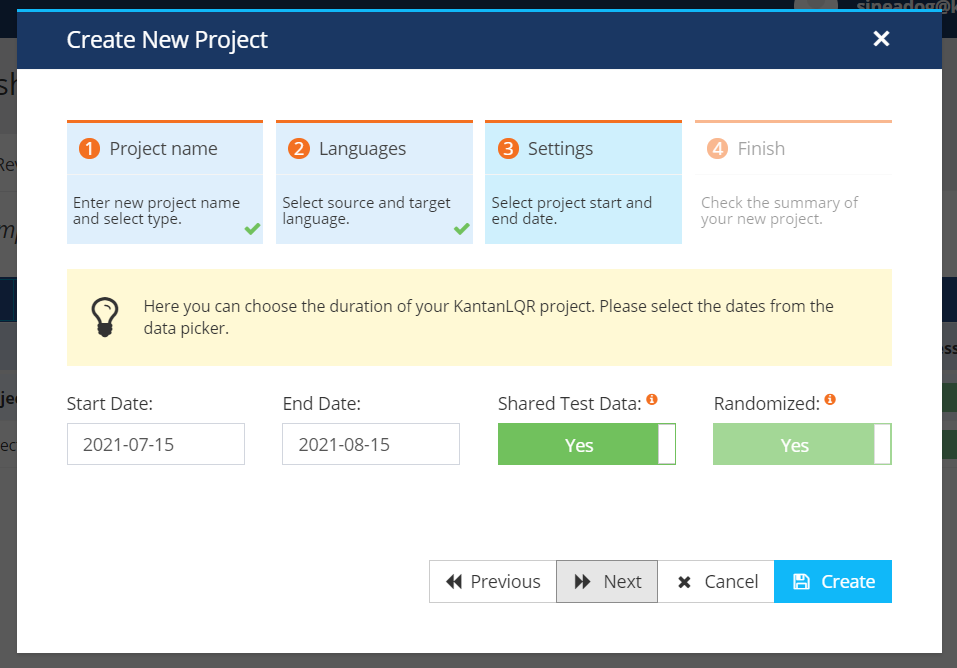 sineadog@k
Create New Project
1 Project name
2 Languages
3 Settings
4 Finish
Enter new project name
and select type.
Select source and target
language.
Select project start and
end date.
Check the summary of
your new project.
Here you can choose the duration of your KantanLQR project. Please select the dates from the
data picker.
Start Date:
End Date:
Shared Test Data:
Randomized:
2021-07-15
2021-08-15
Yes
Yes
Previous
Next
Cancel
Create